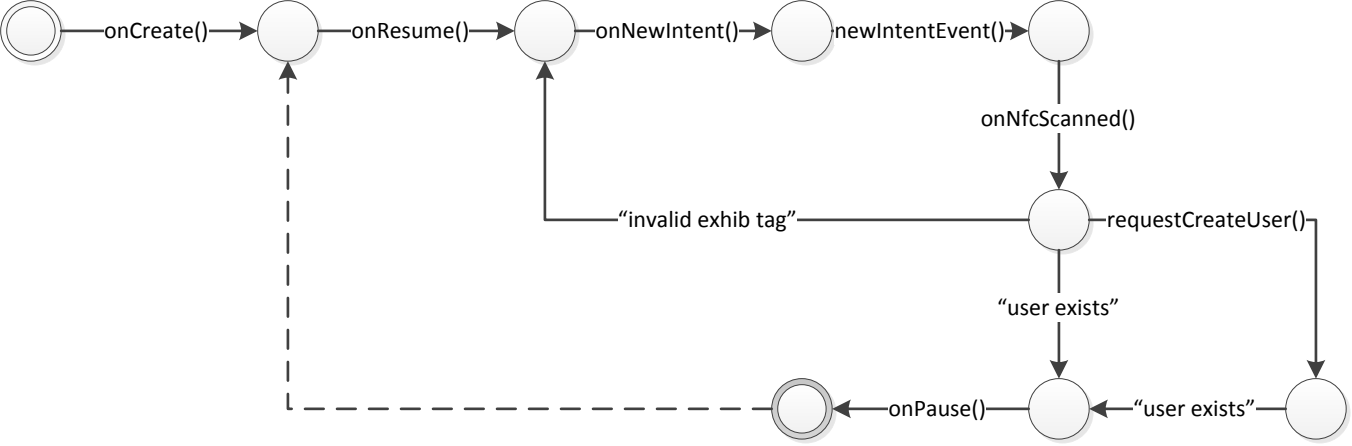 onCreate()
onResume()
onNewIntent()
newIntentEvent()
onNfcScanned()
“invalid exhib tag”
requestCreateUser()
“user exists”
onPause()
“user exists”